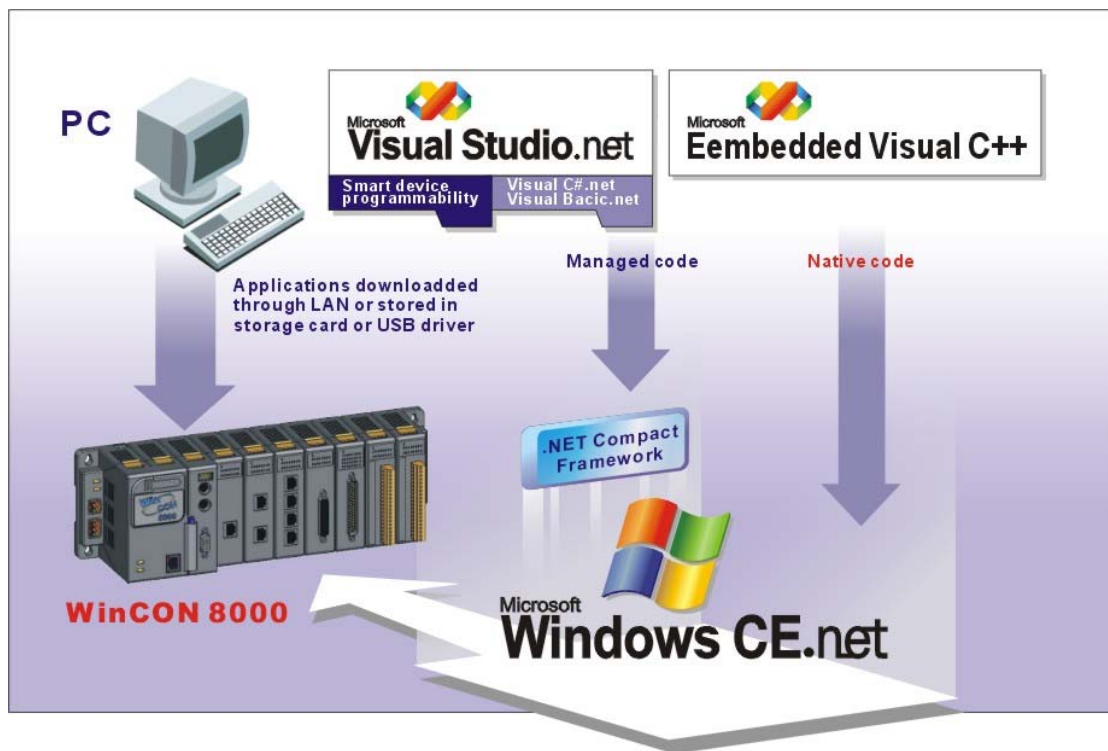 PC
Microsoft
Visual Studio.net
Smart device
programmability
Visual C#.net
Visual Bacic.net
Microsoft
Eembedded Visual C++
Applications downloadded
through LAN or stored in
storage card or USB driver
Managed code
Native code
.NET Compact
Framework
WinCON 8000
Microsoft
Windows CE.net